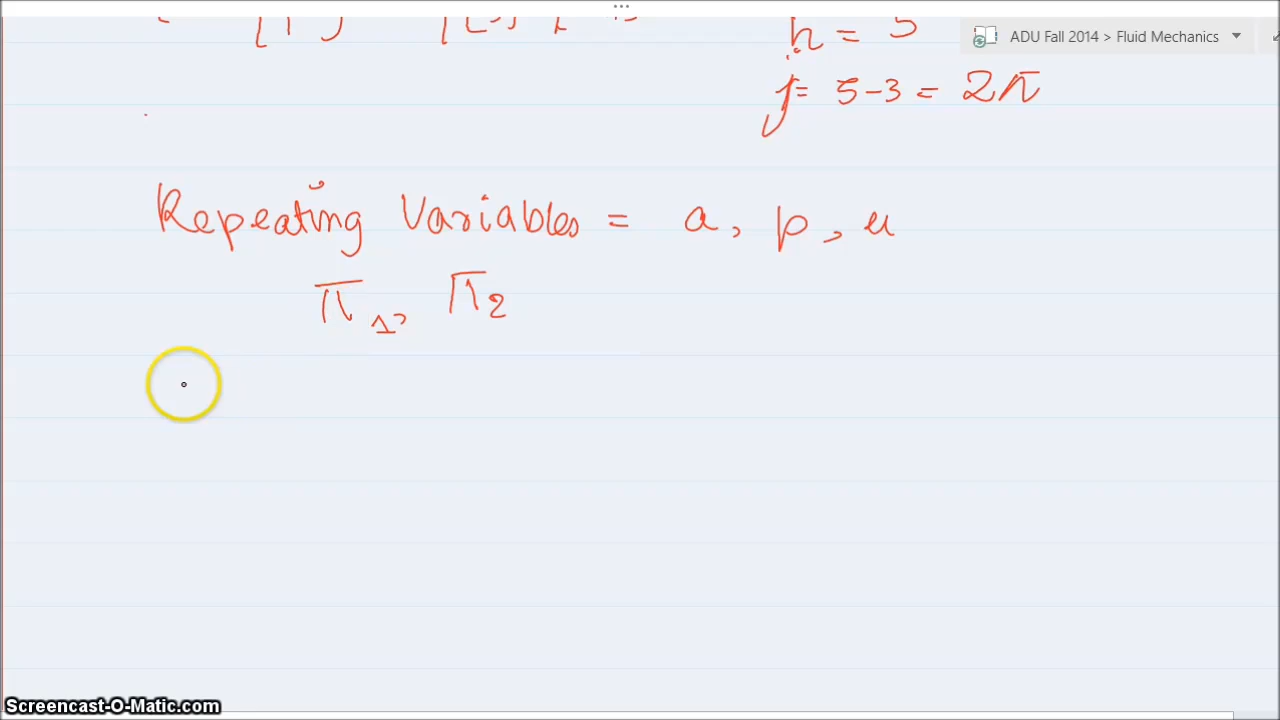 n = 5
ADU Fall 2014 > Fluid Mechanics
j = 5-3 = 2π
Repeating Variables = a, p, u
π1, π2
Screencast-O-Matic.com